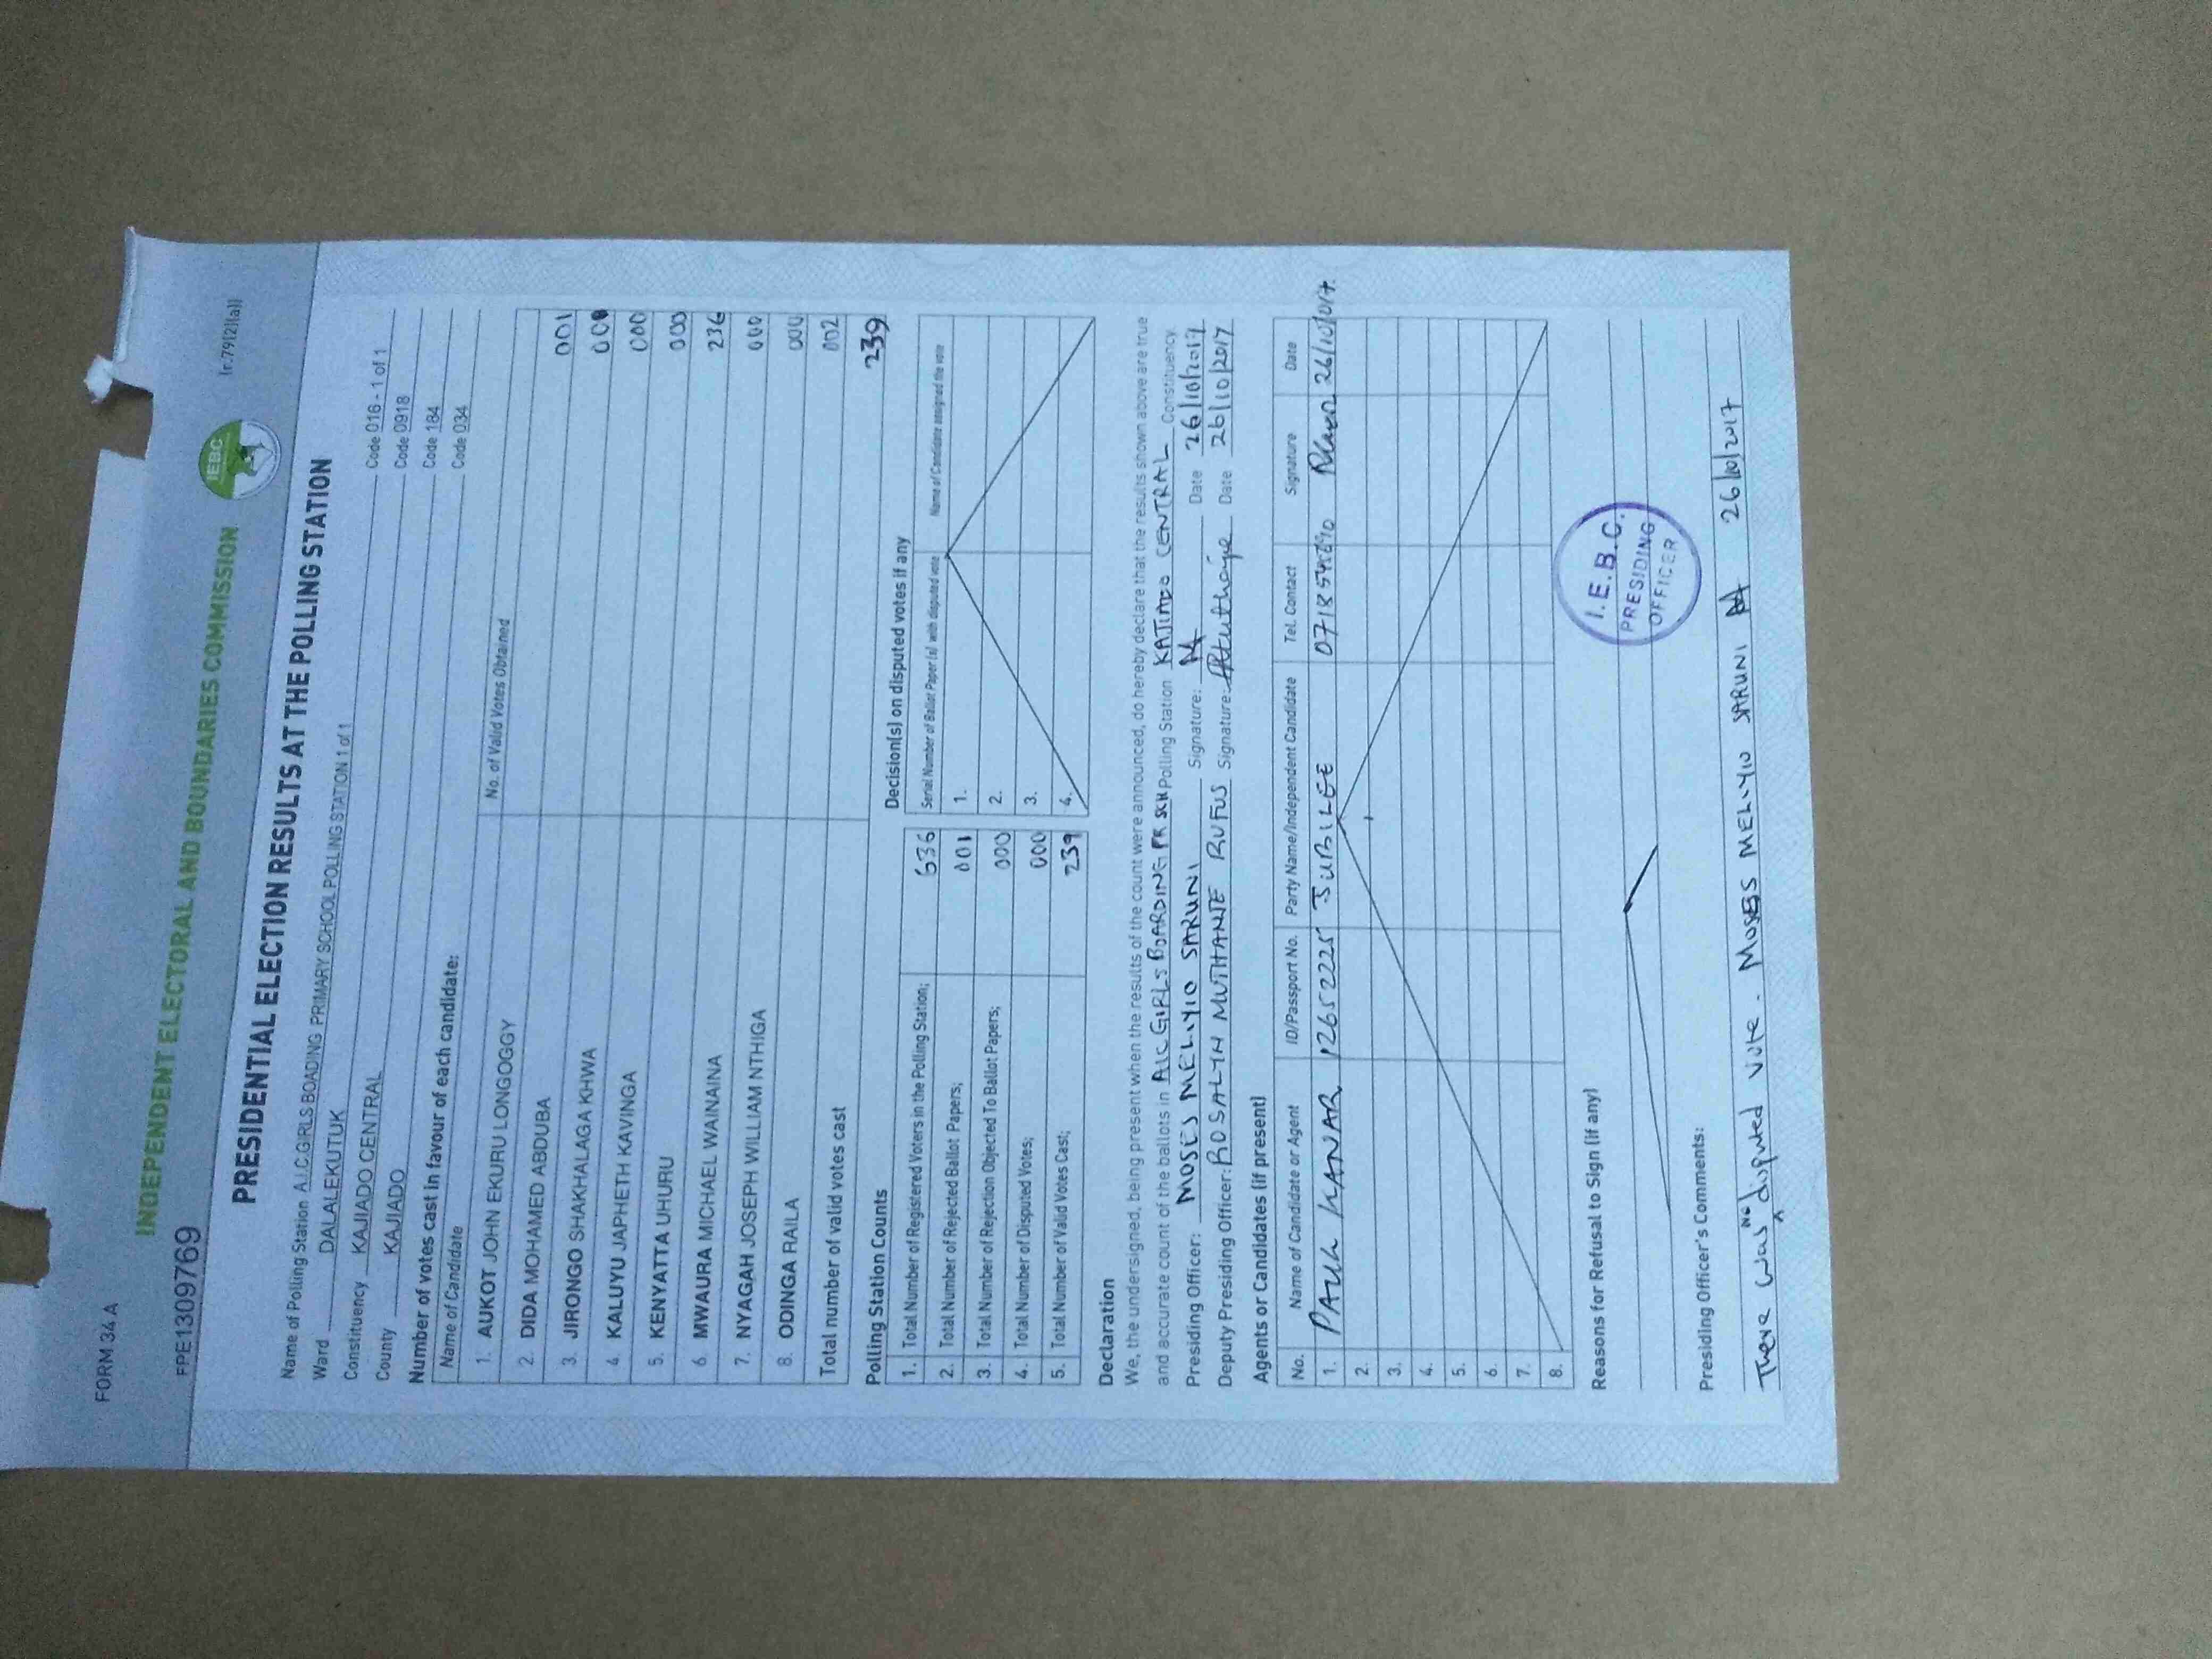 FORM 34 A
(r.79(2)(a))
FPE1309769
INDEPENDENT ELECTORAL AND BOUNDARIES COMMISSION
IEBC
PRESIDENTIAL ELECTION RESULTS AT THE POLLING STATION
Name of Polling Station A.I.C.GIRLS BOADING PRIMARY SCHOOL POLLING STATION 1 of 1 Code 016 - 1 of 1
Ward DALALEKUTUK Code 0918
Constituency KAJIADO CENTRAL Code 184
County KAJIADO Code 034
Number of votes cast in favour of each candidate:
Name of Candidate No. of Valid Votes Obtained
1. AUKOT JOHN EKURU LONGOGGY 001
2. DIDA MOHAMED ABDUBA 000
3. JIRONGO SHAKHALAGA KHWA 000
4. KALUYU JAPHETH KAVINGA 000
5. KENYATTA UHURU 236
6. MWAURA MICHAEL WAINAINA 000
7. NYAGAH JOSEPH WILLIAM NTHIGA 000
8. ODINGA RAILA 002
Total number of valid votes cast 239
Polling Station Counts
1. Total Number of Registered Voters in the Polling Station; 636
2. Total Number of Rejected Ballot Papers; 001
3. Total Number of Rejection Objected To Ballot Papers; 000
4. Total Number of Disputed Votes; 000
5. Total Number of Valid Votes Cast; 239
Decision(s) on disputed votes if any
Serial Number of Ballot Paper (s) with disputed vote Name of Candidate assigned the vote
1.
2.
3.
4.
Declaration
We, the undersigned, being present when the results of the count were announced, do hereby declare that the results shown above are true
and accurate count of the ballots in AIC GIRLS BOARDING PR SCH Polling Station KAJIADO CENTRAL Constituency
Presiding Officer: MOSES MELIYIO SARUNI Signature: Date 26/10/2017
Deputy Presiding Officer: ROSALYN MUTHANJE RUFUS Signature: Date 26/10/2017
Agents or Candidates (if present)
No. Name of Candidate or Agent ID/Passport No. Party Name/Independent Candidate Tel. Contact Signature Date
1. PAUL KANAR 12652225 JUBILEE 26/10/017
2.
3.
4.
5.
6.
7.
8.
Reasons for Refusal to Sign (if any)
I.E.B.C.
PRESIDING
OFFICER
Presiding Officer's Comments:
There was NO disputed vote. MOSES MELIYIO SARUNI 26/10/2017